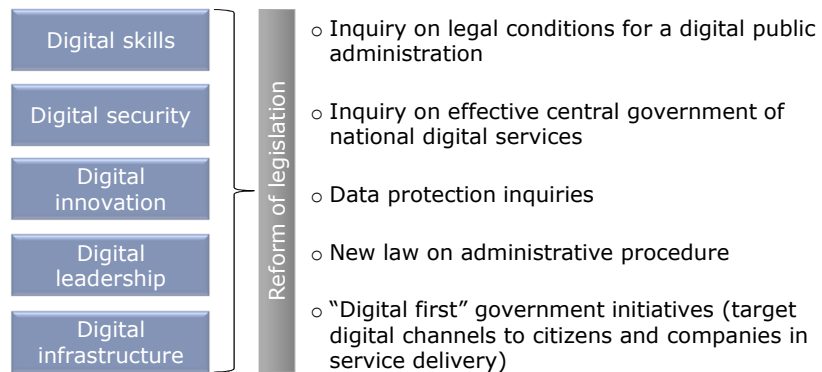 Digital skills
Digital security
Digital
innovation
Digital
leadership
Digital
infrastructure
Reform of legislation
o Inquiry on legal conditions for a digital public
administration
o Inquiry on effective central government of
national digital services
o Data protection inquiries
o New law on administrative procedure
o “Digital first” government initiatives (target
digital channels to citizens and companies in
service delivery)